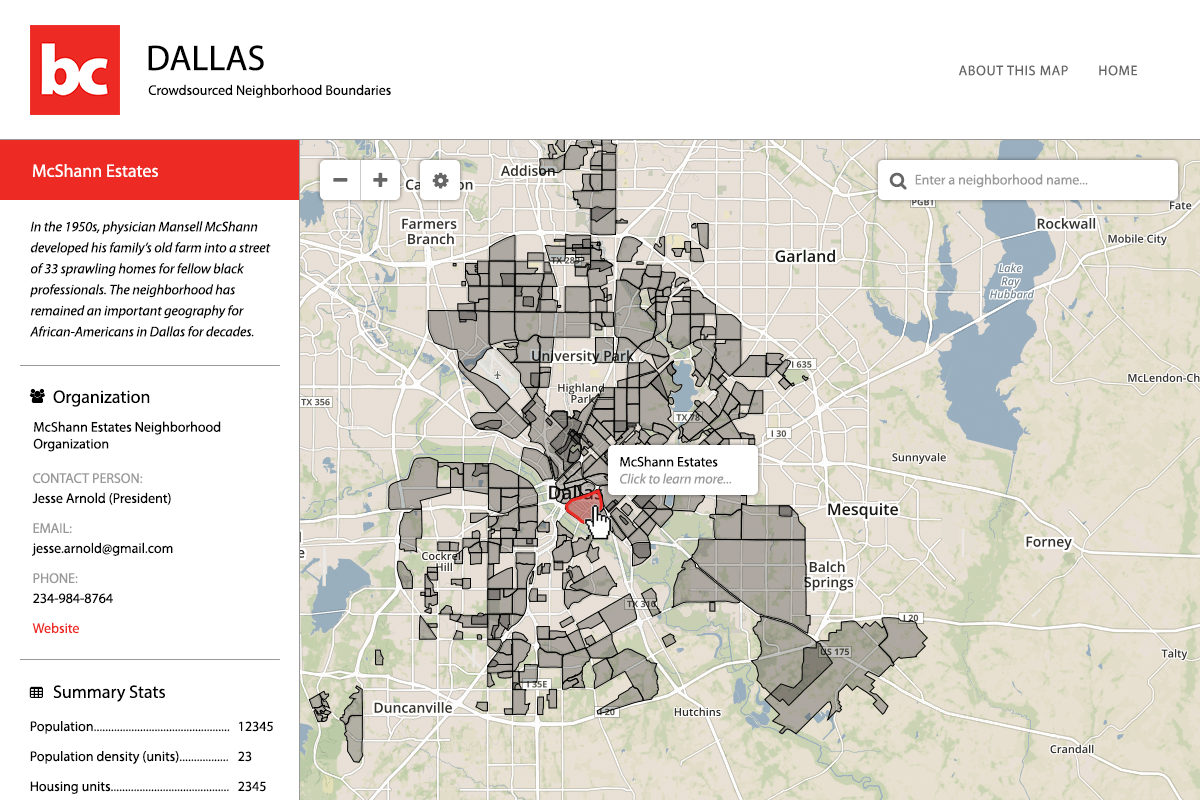 bc
DALLAS
Crowdsourced Neighborhood Boundaries
ABOUT THIS MAP
HOME
McShann Estates
In the 1950s, physician Mansell McShann
developed his family's old farm into a street
of 33 sprawling homes for fellow black
professionals. The neighborhood has
remained an important geography for
African-Americans in Dallas for decades.
Organization
McShann Estates Neighborhood
Organization
CONTACT PERSON:
Jesse Arnold (President)
EMAIL:
jesse.arnold@gmail.com
PHONE:
234-984-8764
Website
Summary Stats
Population 12345
Population density (units) 23
Housing units 2345
Enter a neighborhood name...
Addison
Farmers
Branch
TX 289
PGBT
Fate
Rockwall
Mobile City
Garland
Lake
Ray
Hubbard
University Park
I 635
Highland
Park
McLendon-Ch
TX 356
TX 78
I 30
McShann Estates
Click to learn more...
Sunnyvale
Dallas
Mesquite
Forney
Cockrel
Hill
Balch
Springs
TX 310
I 20
US 175
Talty
I 35E
Duncanville
I 20
Hutchins
Crandall